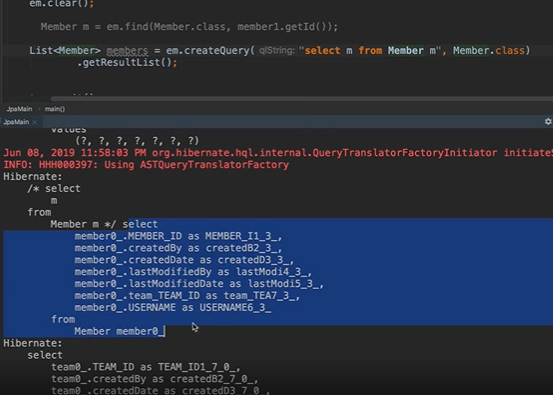 em.clear();
Member m = em.find(Member.class, member1.getId());
List<Member> members = em.createQuery( qlString: "select m from Member m", Member.class)
.getResultList();
JpaMain › main()
JpaMain ×
values
(?, ?, ?, ?, ?, ?, ?)
Jun 08, 2019 11:58:03 PM org.hibernate.hql.internal.QueryTranslatorFactoryInitiator initiateS
INFO: HHH000397: Using ASTQueryTranslatorFactory
Hibernate:
/* select
m
from
Member m */ select
member0_.MEMBER_ID as MEMBER_I1_3_,
member0_.createdBy as createdB2_3_,
member0_.createdDate as createdD3_3_,
member0_.lastModifiedBy as lastModi4_3_,
member0_.lastModifiedDate as lastModi5_3_,
member0_.team_TEAM_ID as team_TEA7_3_,
member0_.USERNAME as USERNAME6_3_
from
Member member0_
Hibernate:
select
team0_.TEAM_ID as TEAM_ID1_7_0_,
team0_.createdBy as createdB2_7_0_,
team0_.createdDate as createdD3_7_0_,